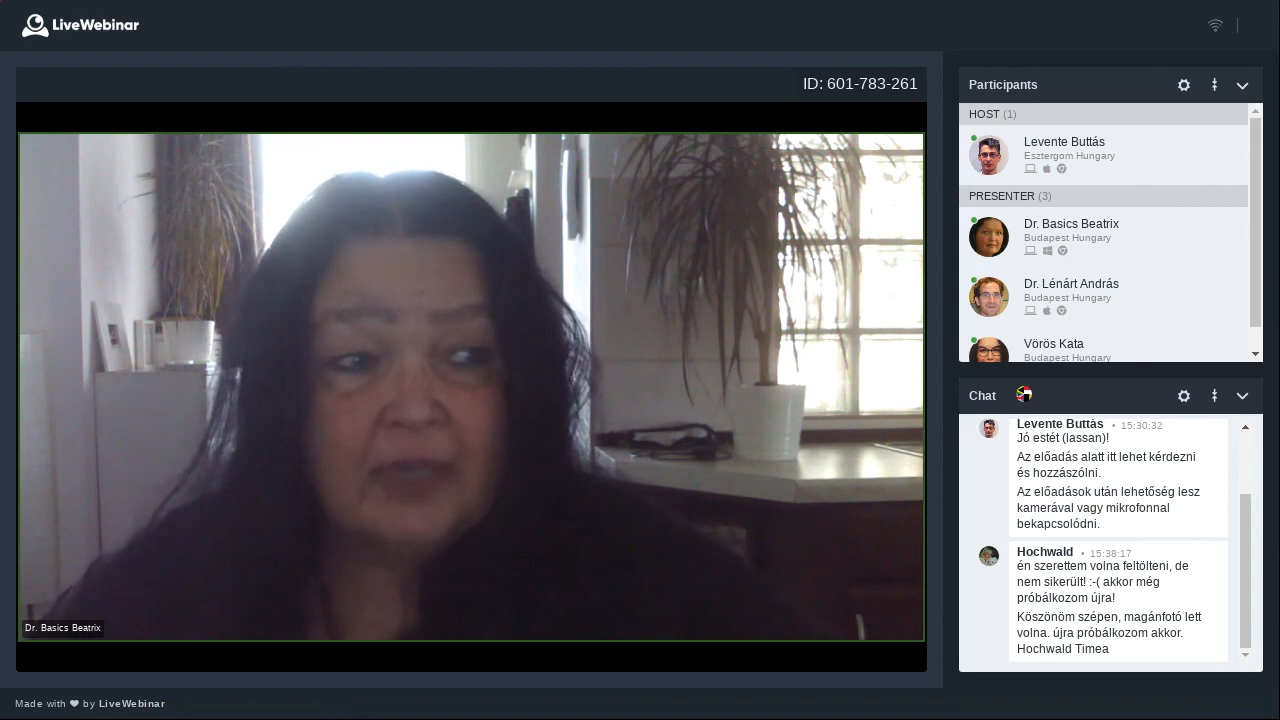 LiveWebinar
ID: 601-783-261
Dr. Basics Beatrix
Participants
HOST (1)
Levente Buttás
Esztergom Hungary
PRESENTER (3)
Dr. Basics Beatrix
Budapest Hungary
Dr. Lénárt András
Budapest Hungary
Vörös Kata
Budapest Hungary
Chat
Levente Buttás • 15:30:32
Jó estét (lassan)!
Az előadás alatt itt lehet kérdezni
és hozzászólni.
Az előadások után lehetőség lesz
kamerával vagy mikrofonnal
bekapcsolódni.
Hochwald • 15:38:17
én szerettem volna feltölteni, de
nem sikerült! :-( akkor még
próbálkozom újra!
Köszönöm szépen, magánfotó lett
volna. újra próbálkozom akkor.
Hochwald Timea
Made with ❤ by LiveWebinar